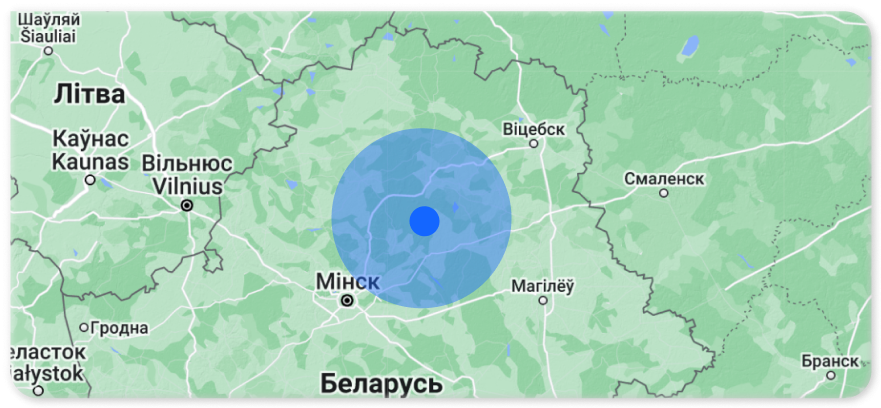 Шаўляй
Šiauliai
Літва
Каўнас
Kaunas
Вільнюс
Vilnius
Віцебск
Смаленск
Мінск
Магілёў
Гродна
еласток
ałystok
Беларусь
Бранск